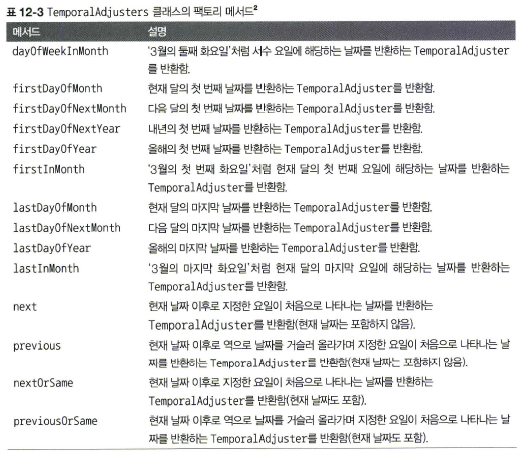 표 12-3 TemporalAdjusters 클래스의 팩토리 메서드²
메서드 설명
dayOfWeekInMonth '3월의 둘째 화요일'처럼 서수 요일에 해당하는 날짜를 반환하는 TemporalAdjuster
를 반환함.
firstDayOfMonth 현재 달의 첫 번째 날짜를 반환하는 TemporalAdjuster를 반환함.
firstDayOfNextMonth 다음 달의 첫 번째 날짜를 반환하는 TemporalAdjuster를 반환함.
firstDayOfNextYear 내년의 첫 번째 날짜를 반환하는 TemporalAdjuster를 반환함.
firstDayOfYear 올해의 첫 번째 날짜를 반환하는 TemporalAdjuster를 반환함.
firstInMonth '3월의 첫 번째 화요일'처럼 현재 달의 첫 번째 요일에 해당하는 날짜를 반환하는
TemporalAdjuster를 반환함.
lastDayOfMonth 현재 달의 마지막 날짜를 반환하는 TemporalAdjuster를 반환함.
lastDayOfNextMonth 다음 달의 마지막 날짜를 반환하는 TemporalAdjuster를 반환함.
lastDayOfYear 올해의 마지막 날짜를 반환하는 TemporalAdjuster를 반환함.
lastInMonth '3월의 마지막 화요일'처럼 현재 달의 마지막 요일에 해당하는 날짜를 반환하는
TemporalAdjuster를 반환함.
next 현재 날짜 이후로 지정한 요일이 처음으로 나타나는 날짜를 반환하는
TemporalAdjuster를 반환함(현재 날짜는 포함하지 않음).
previous 현재 날짜 이후로 역으로 날짜를 거슬러 올라가며 지정한 요일이 처음으로 나타나는 날
짜를 반환하는 TemporalAdjuster를 반환함(현재 날짜는 포함하지 않음).
nextOrSame 현재 날짜 이후로 지정한 요일이 처음으로 나타나는 날짜를 반환하는
TemporalAdjuster를 반환함(현재 날짜도 포함).
previousOrSame 현재 날짜 이후로 역으로 날짜를 거슬러 올라가며 지정한 요일이 처음으로 나타나는 날
짜를 반환하는 TemporalAdjuster를 반환함(현재 날짜도 포함).